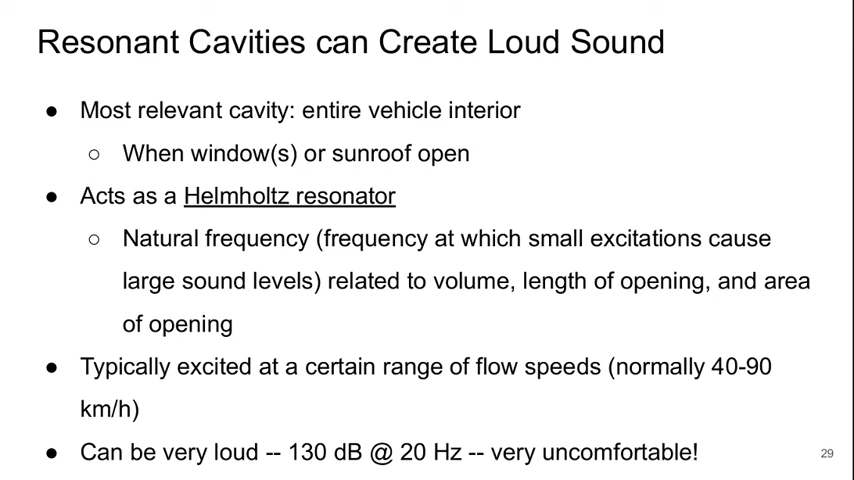 Resonant Cavities can Create Loud Sound
● Most relevant cavity: entire vehicle interior
○ When window(s) or sunroof open
● Acts as a Helmholtz resonator
○ Natural frequency (frequency at which small excitations cause
large sound levels) related to volume, length of opening, and area
of opening
● Typically excited at a certain range of flow speeds (normally 40-90
km/h)
● Can be very loud -- 130 dB @ 20 Hz -- very uncomfortable!
29